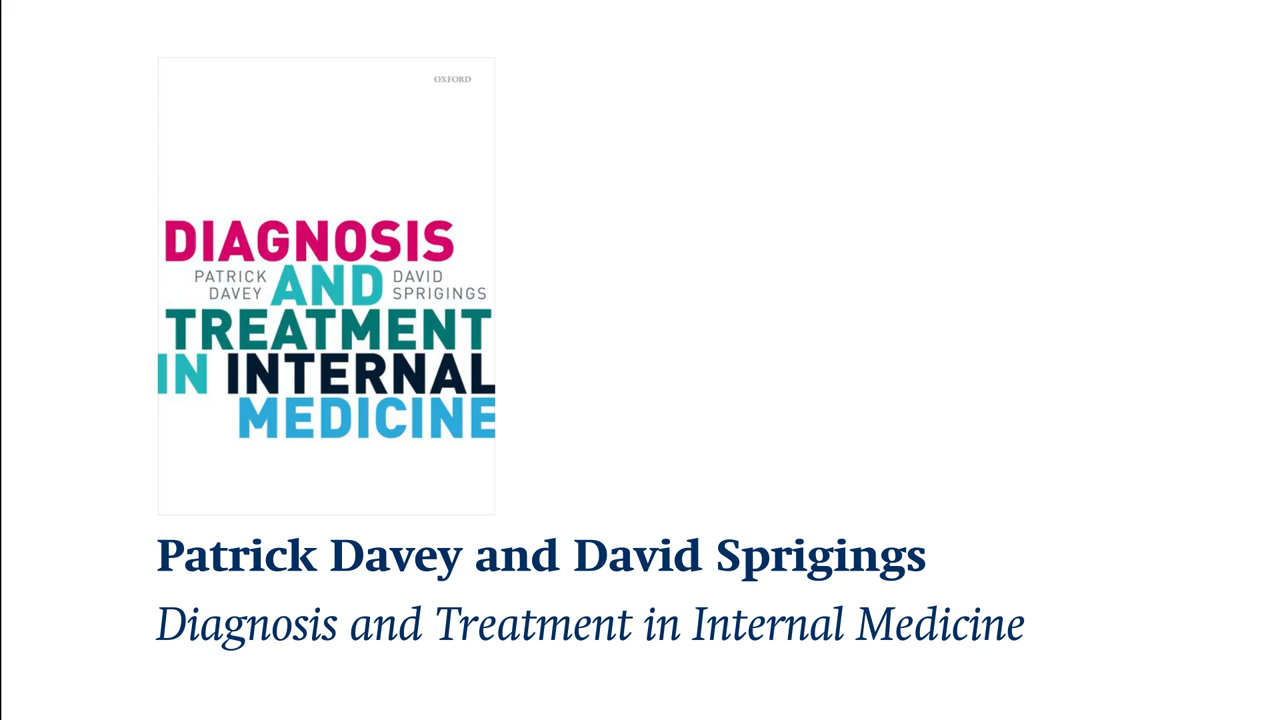 OXFORD
DIAGNOSIS
PATRICK DAVEY AND DAVID SPRIGINGS
TREATMENT
IN INTERNAL
MEDICINE
Patrick Davey and David Sprigings
Diagnosis and Treatment in Internal Medicine